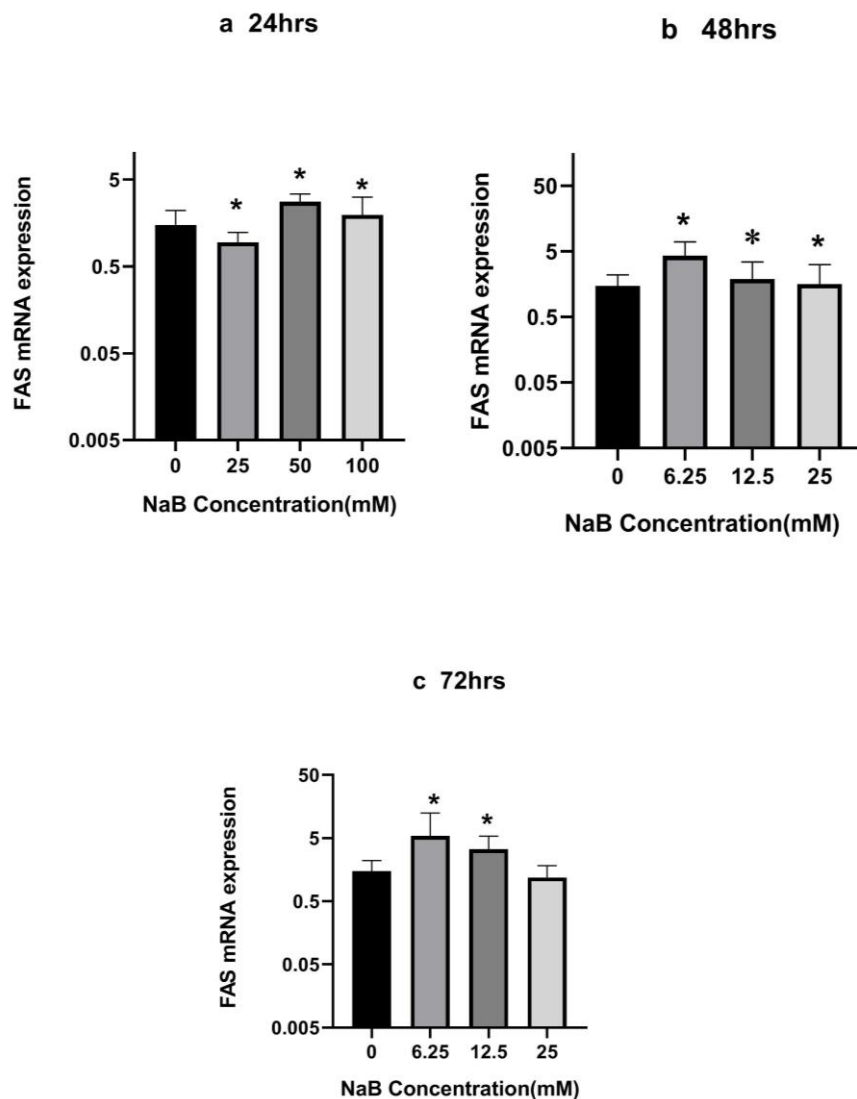 a 24hrs
FAS mRNA expression
5
0.5
0.05
0.005
* * *
0 25 50 100
NaB Concentration(mM)
b 48hrs
FAS mRNA expression
50
5
0.5
0.05
0.005
* * *
0 6.25 12.5 25
NaB Concentration(mM)
c 72hrs
FAS mRNA expression
50
5
0.5
0.05
0.005
* *
0 6.25 12.5 25
NaB Concentration(mM)